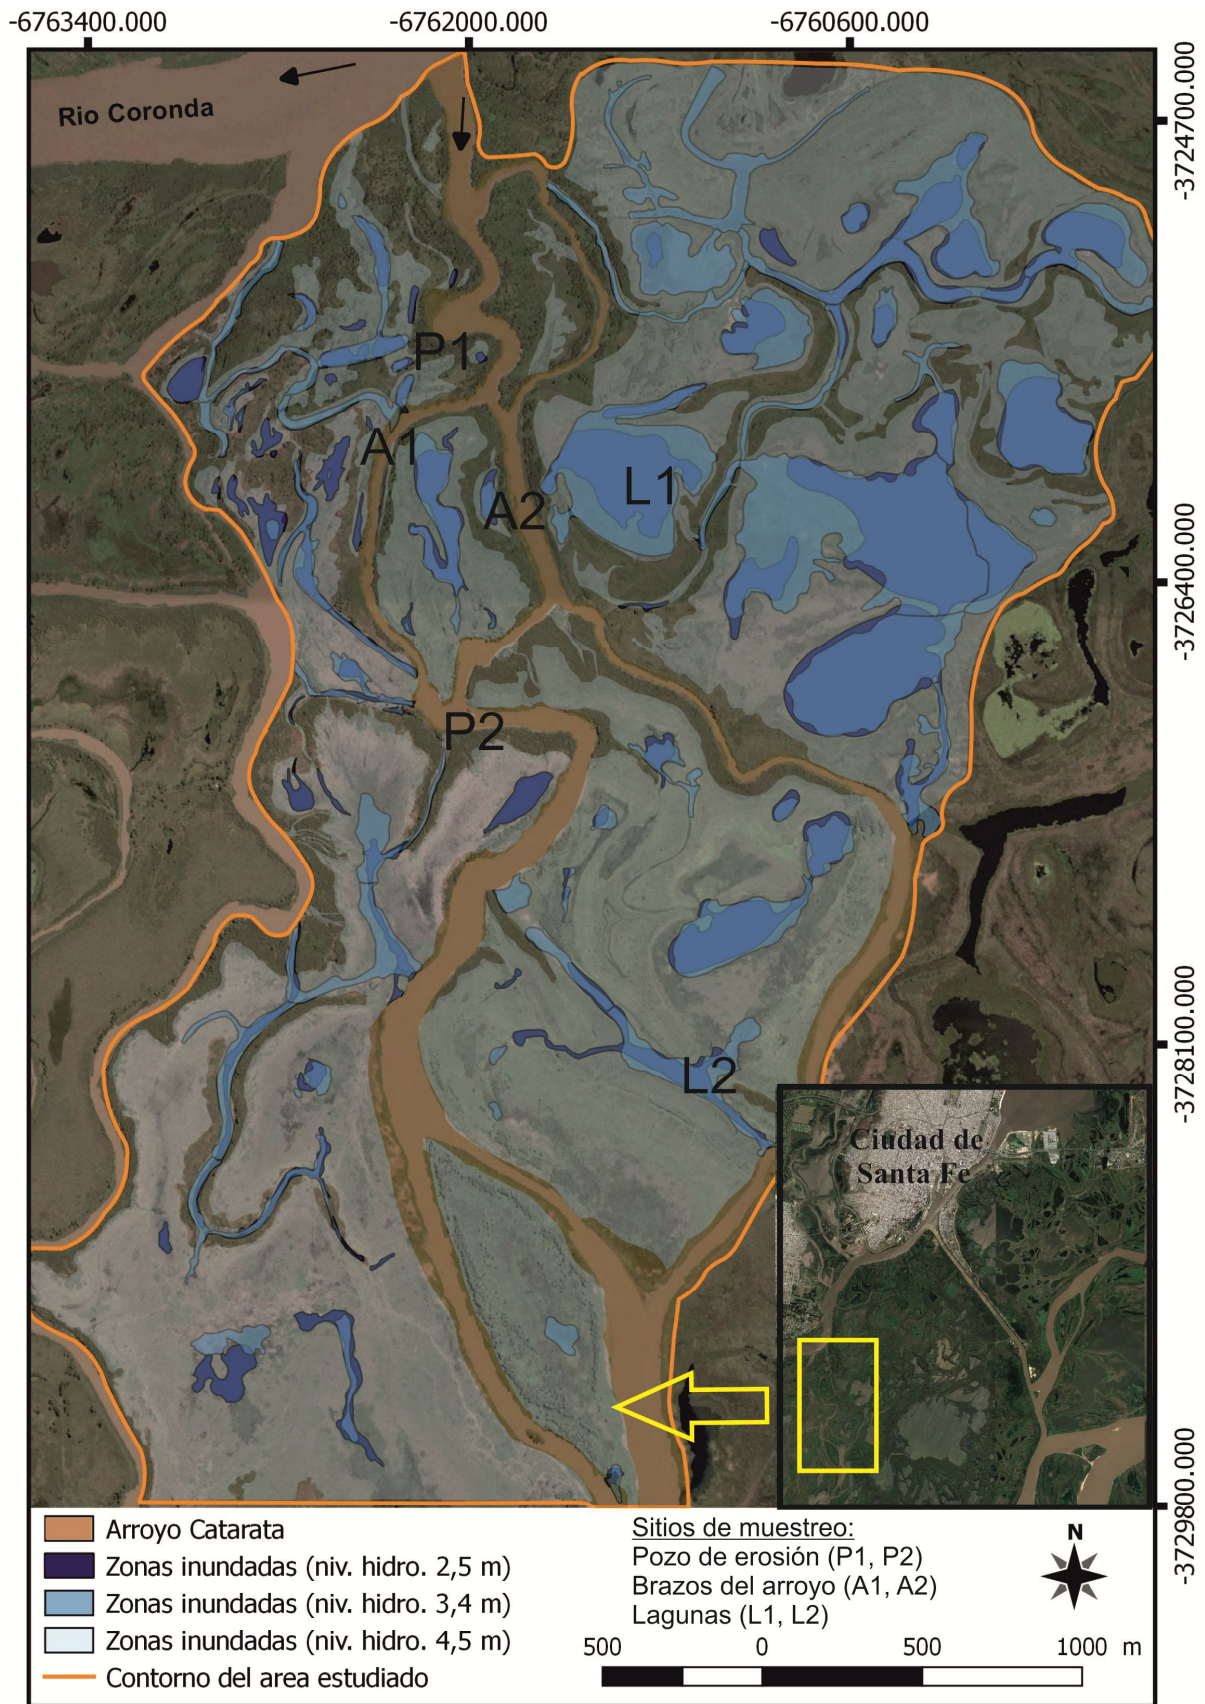 -6763400.000
-6762000.000
-6760600.000
-3724700.000
-3726400.000
-3728100.000
-3729800.000
Rio Coronda
P1
A1
A2
L1
P2
L2
Ciudad de
Santa Fe
Arroyo Catarata
Zonas inundadas (niv. hidro. 2,5 m)
Zonas inundadas (niv. hidro. 3,4 m)
Zonas inundadas (niv. hidro. 4,5 m)
Contorno del area estudiado
Sitios de muestreo:
Pozo de erosión (P1, P2)
Brazos del arroyo (A1, A2)
Lagunas (L1, L2)
N
500 0 500 1000 m